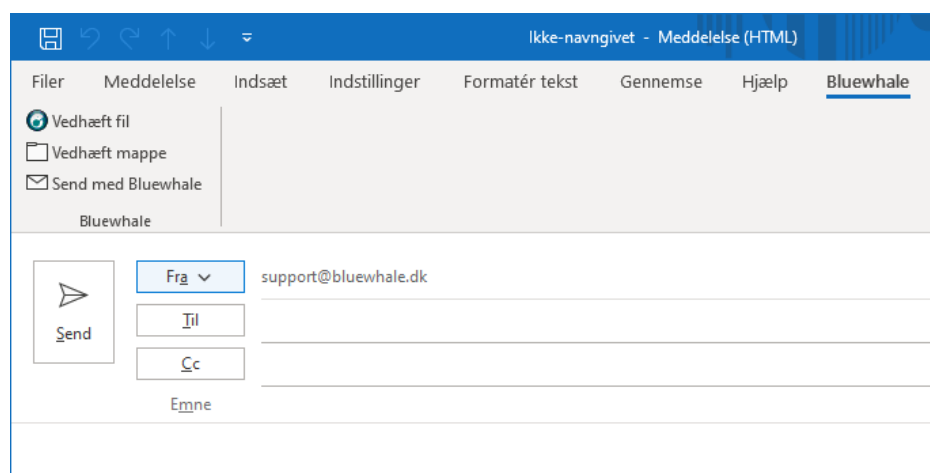 Ikke-navngivet - Meddelelse (HTML)
Filer Meddelelse Indsæt Indstillinger Formatér tekst Gennemse Hjælp Bluewhale
Vedhæft fil
Vedhæft mappe
Send med Bluewhale
Bluewhale
Fra support@bluewhale.dk
Til
Send
Cc
Emne